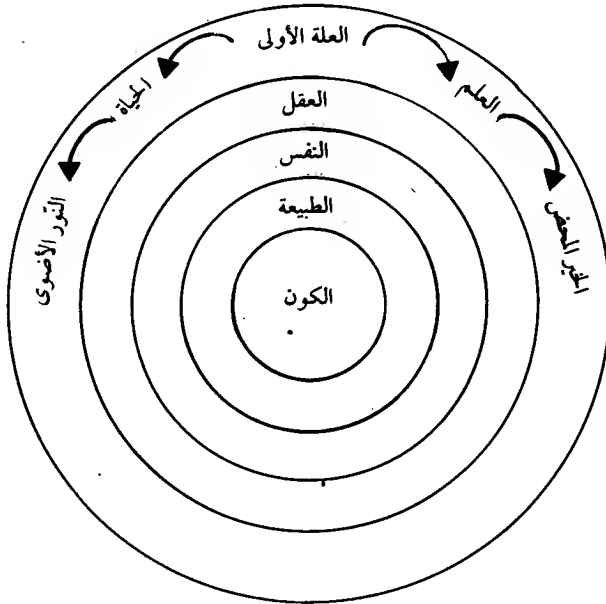 العلة الأولى
العلم
الحياة
الخير المحض
النور الأضوى
العقل
النفس
الطبيعة
الكون